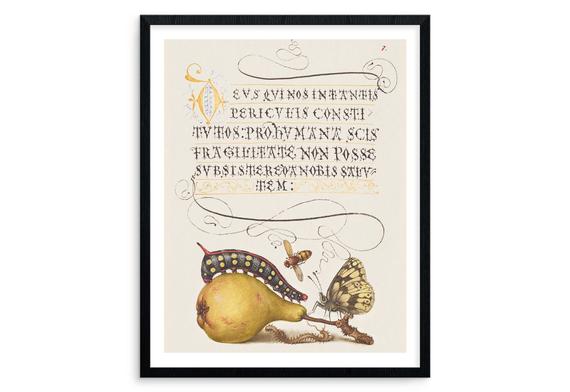 7.
DEVS QVI NOS IN TANTIS
PERICVLIS CONSTI
TVTOS: PRO HVMANA SCIS
FRAGILITATE NON POSSE
SVBSISTERE DA NOBIS SALV-
TEM: